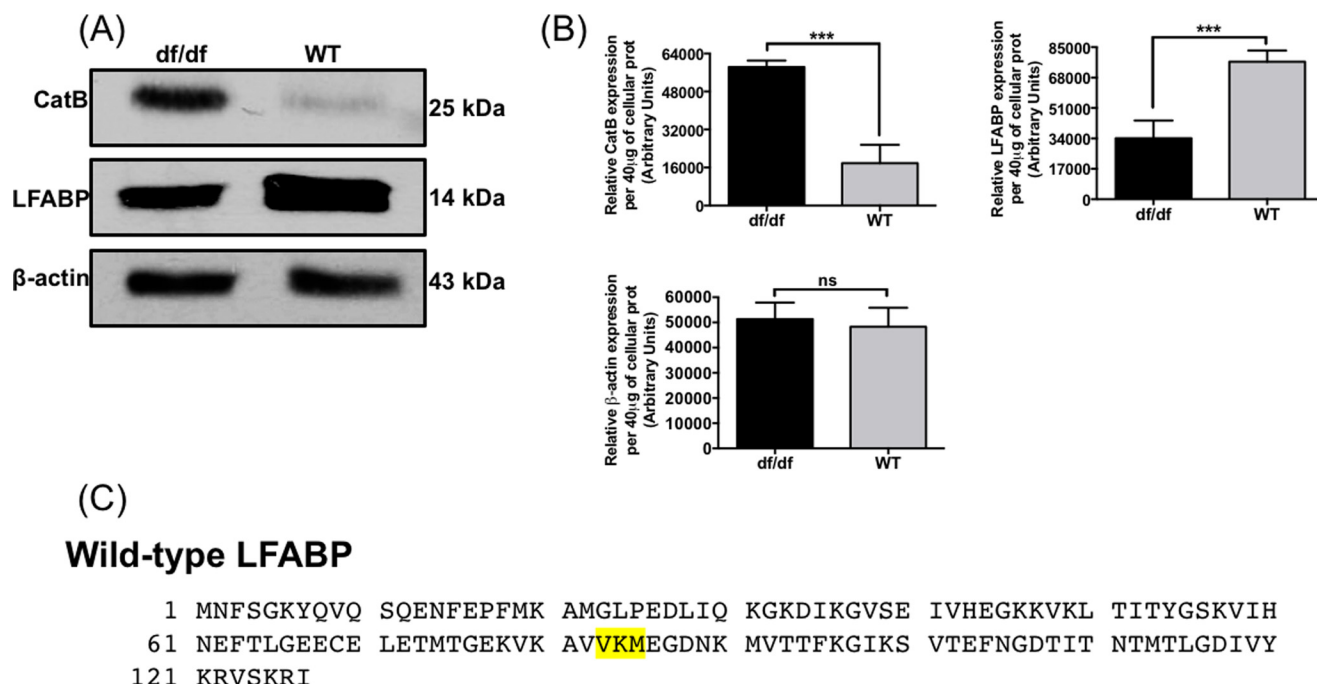 (A)
df/df WT
CatB 25 kDa
LFABP 14 kDa
β-actin 43 kDa
(B)
Relative CatB expression
per 40μg of cellular prot
(Arbitrary Units)
64000
48000
32000
16000
0
***
df/df WT
Relative LFABP expression
per 40μg of cellular prot
(Arbitrary Units)
85000
68000
51000
34000
17000
0
***
df/df WT
Relative β-actin expression
per 40μg of cellular prot
(Arbitrary Units)
60000
50000
40000
30000
20000
10000
0
ns
df/df WT
(C)
Wild-type LFABP
1 MNFSGKYQVQ SQENFEPFMK AMGLPEDLIQ KGKDIKGVSE IVHEGKKVKL TITYGSKVIH
61 NEFTLGEECE LETMTGEKVK AVVKMEGDNK MVTTFKGIKS VTEFNGDTIT NTMTLGDIVY
121 KRVSKRI